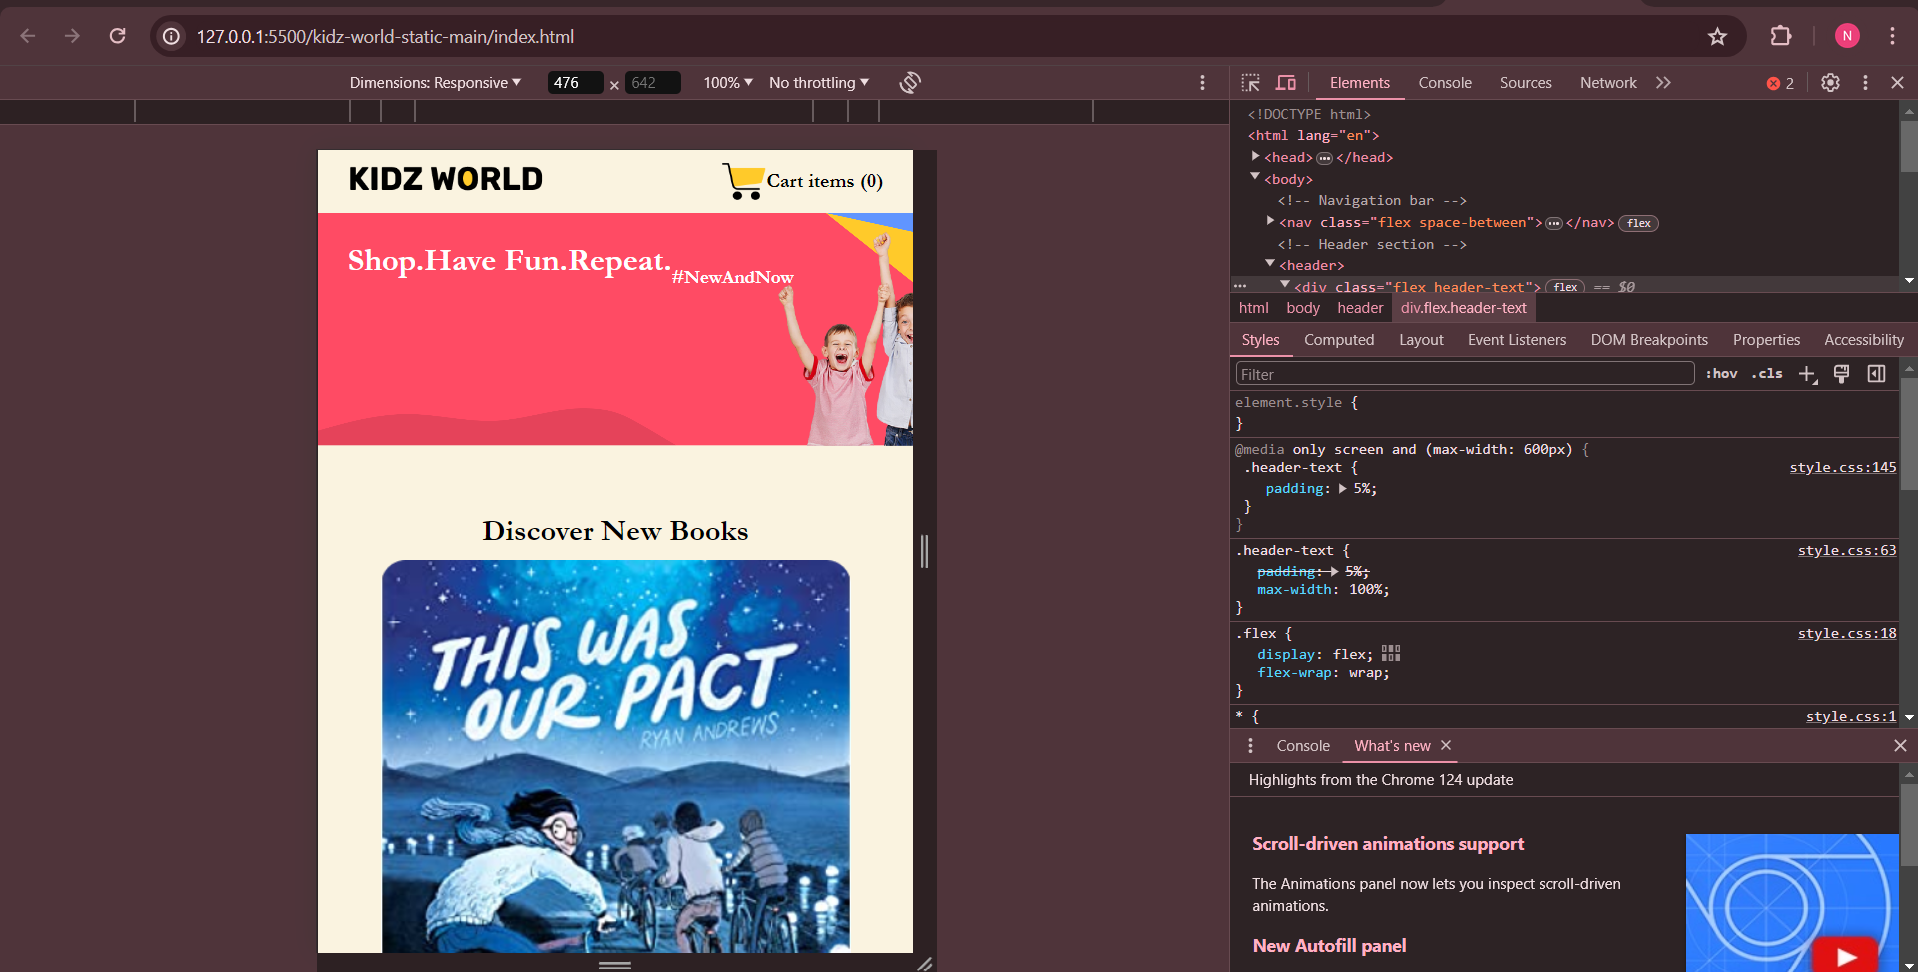 127.0.0.1:5500/kidz-world-static-main/index.html
N
Dimensions: Responsive
476
×
642
100%
No throttling
Elements
Console
Sources
Network
2
<!DOCTYPE html>
<html lang="en">
<head>
</head>
<body>
<!-- Navigation bar -->
<nav class="flex space-between">
</nav>
flex
<!-- Header section -->
<header>
<div class="flex header-text">
flex
== $0
html
body
header
div.flex.header-text
Styles
Computed
Layout
Event Listeners
DOM Breakpoints
Properties
Accessibility
Filter
:hov
.cls
element.style {
}
@media only screen and (max-width: 600px) {
.header-text {
style.css:145
padding: 5%;
}
}
.header-text {
style.css:63
padding: 5%;
max-width: 100%;
}
.flex {
style.css:18
display: flex;
flex-wrap: wrap;
}
* {
style.css:1
Console
What's new
Highlights from the Chrome 124 update
Scroll-driven animations support
The Animations panel now lets you inspect scroll-driven
animations.
New Autofill panel
KIDZ WORLD
Cart items (0)
Shop.Have Fun.Repeat.
#NewAndNow
Discover New Books
THIS WAS
OUR PACT
RYAN ANDREWS